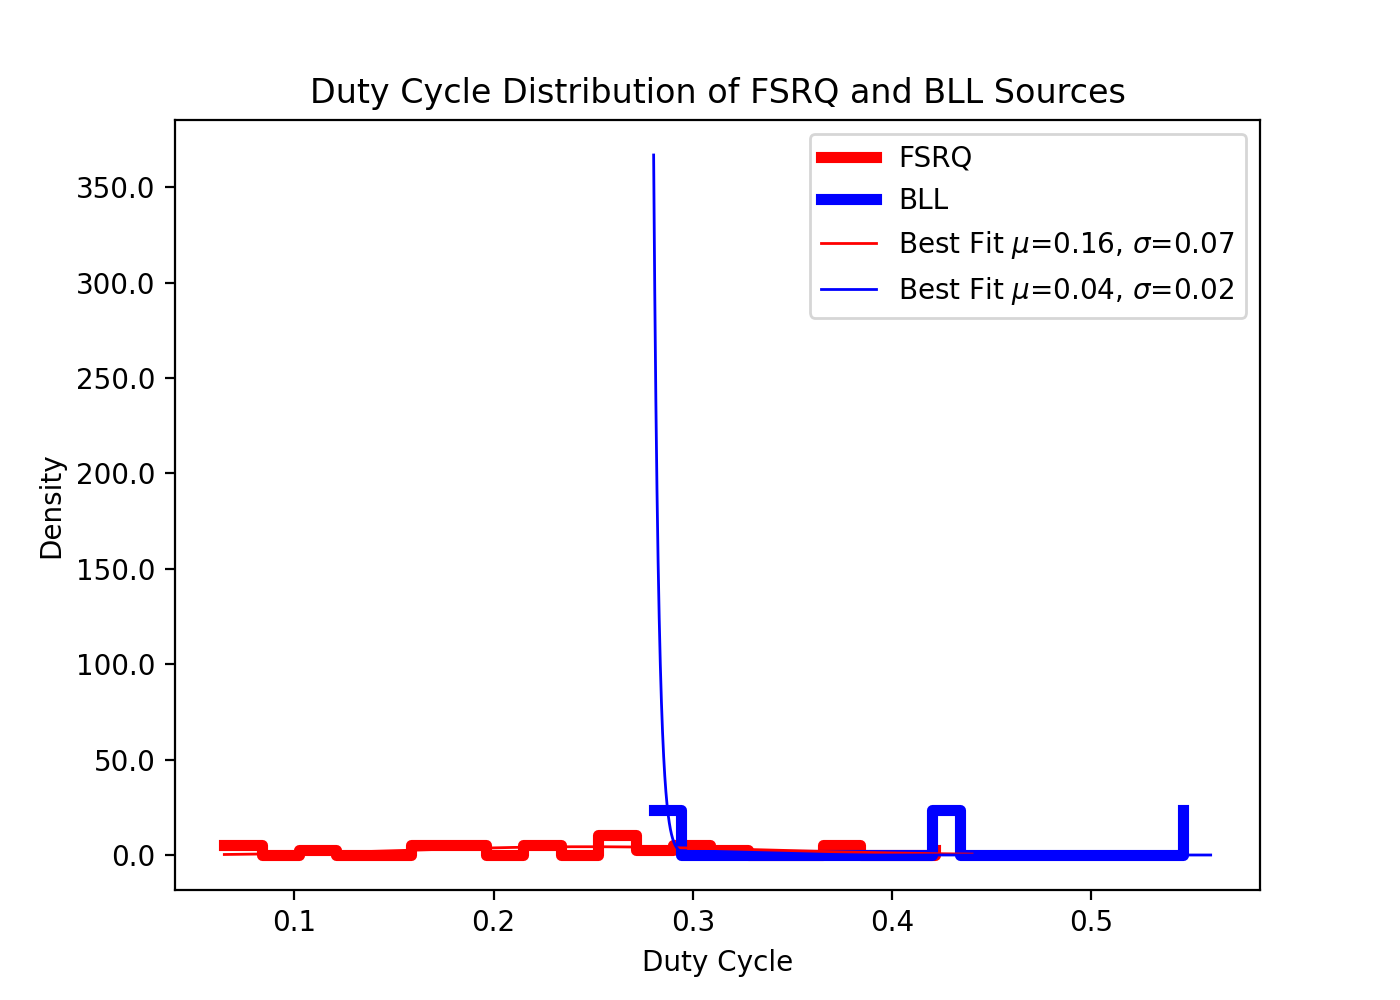 Duty Cycle Distribution of FSRQ and BLL Sources
FSRQ
BLL
Best Fit μ=0.16, σ=0.07
Best Fit μ=0.04, σ=0.02
350.0
300.0
250.0
200.0
150.0
100.0
50.0
0.0
Density
0.1 0.2 0.3 0.4 0.5
Duty Cycle